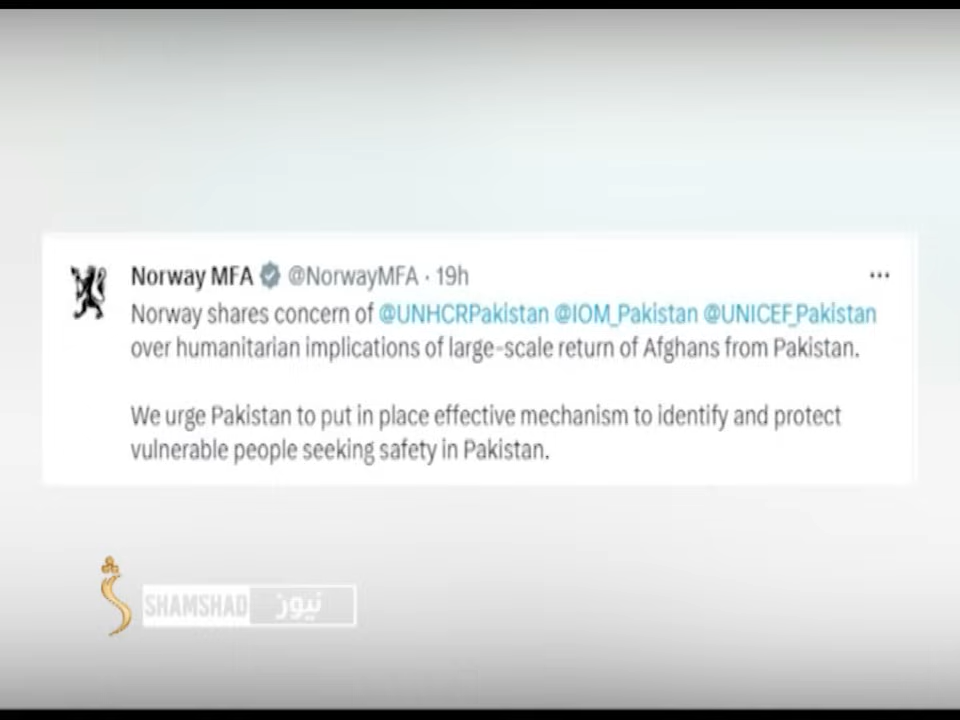 Norway MFA @NorwayMFA · 19h
Norway shares concern of @UNHCRPakistan @IOM_Pakistan @UNICEF_Pakistan
over humanitarian implications of large-scale return of Afghans from Pakistan.
We urge Pakistan to put in place effective mechanism to identify and protect
vulnerable people seeking safety in Pakistan.
SHAMSHAD نیوز